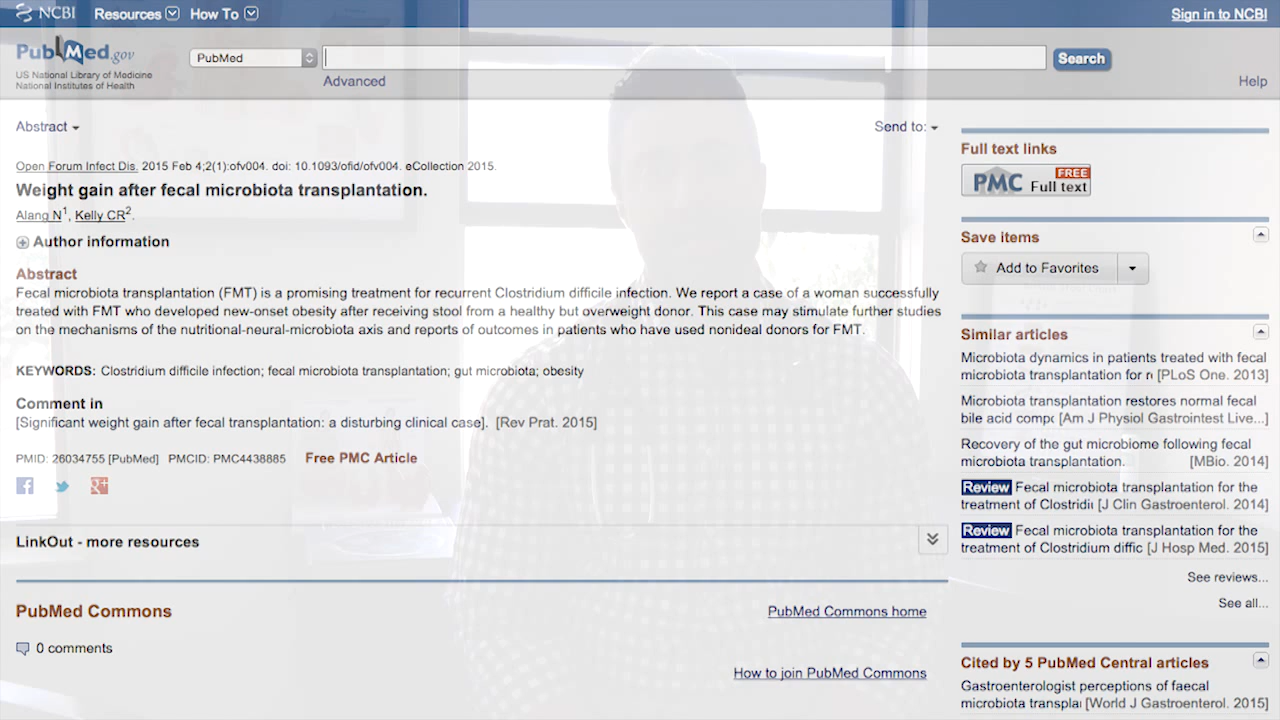 NCBI Resources How To Sign in to NCBI
PubMed.gov
US National Library of Medicine
National Institutes of Health
PubMed
Search
Advanced
Help
Abstract
Send to:
Open Forum Infect Dis. 2015 Feb 4;2(1):ofv004. doi: 10.1093/ofid/ofv004. eCollection 2015.
Weight gain after fecal microbiota transplantation.
Alang N1, Kelly CR2.
Author information
Abstract
Fecal microbiota transplantation (FMT) is a promising treatment for recurrent Clostridium difficile infection. We report a case of a woman successfully
treated with FMT who developed new-onset obesity after receiving stool from a healthy but overweight donor. This case may stimulate further studies
on the mechanisms of the nutritional-neural-microbiota axis and reports of outcomes in patients who have used nonideal donors for FMT.
KEYWORDS: Clostridium difficile infection; fecal microbiota transplantation; gut microbiota; obesity
Comment in
[Significant weight gain after fecal transplantation: a disturbing clinical case]. [Rev Prat. 2015]
PMID: 26034755 [PubMed] PMCID: PMC4438885 Free PMC Article
LinkOut - more resources
PubMed Commons
PubMed Commons home
0 comments
How to join PubMed Commons
Full text links
PMC FREE Full text
Save items
Add to Favorites
Similar articles
Microbiota dynamics in patients treated with fecal
microbiota transplantation for r [PLoS One. 2013]
Microbiota transplantation restores normal fecal
bile acid compo [Am J Physiol Gastrointest Live...]
Recovery of the gut microbiome following fecal
microbiota transplantation. [MBio. 2014]
Review Fecal microbiota transplantation for the
treatment of Clostridi [J Clin Gastroenterol. 2014]
Review Fecal microbiota transplantation for the
treatment of Clostridium diffic [J Hosp Med. 2015]
See reviews...
See all...
Cited by 5 PubMed Central articles
Gastroenterologist perceptions of faecal
microbiota transpla [World J Gastroenterol. 2015]